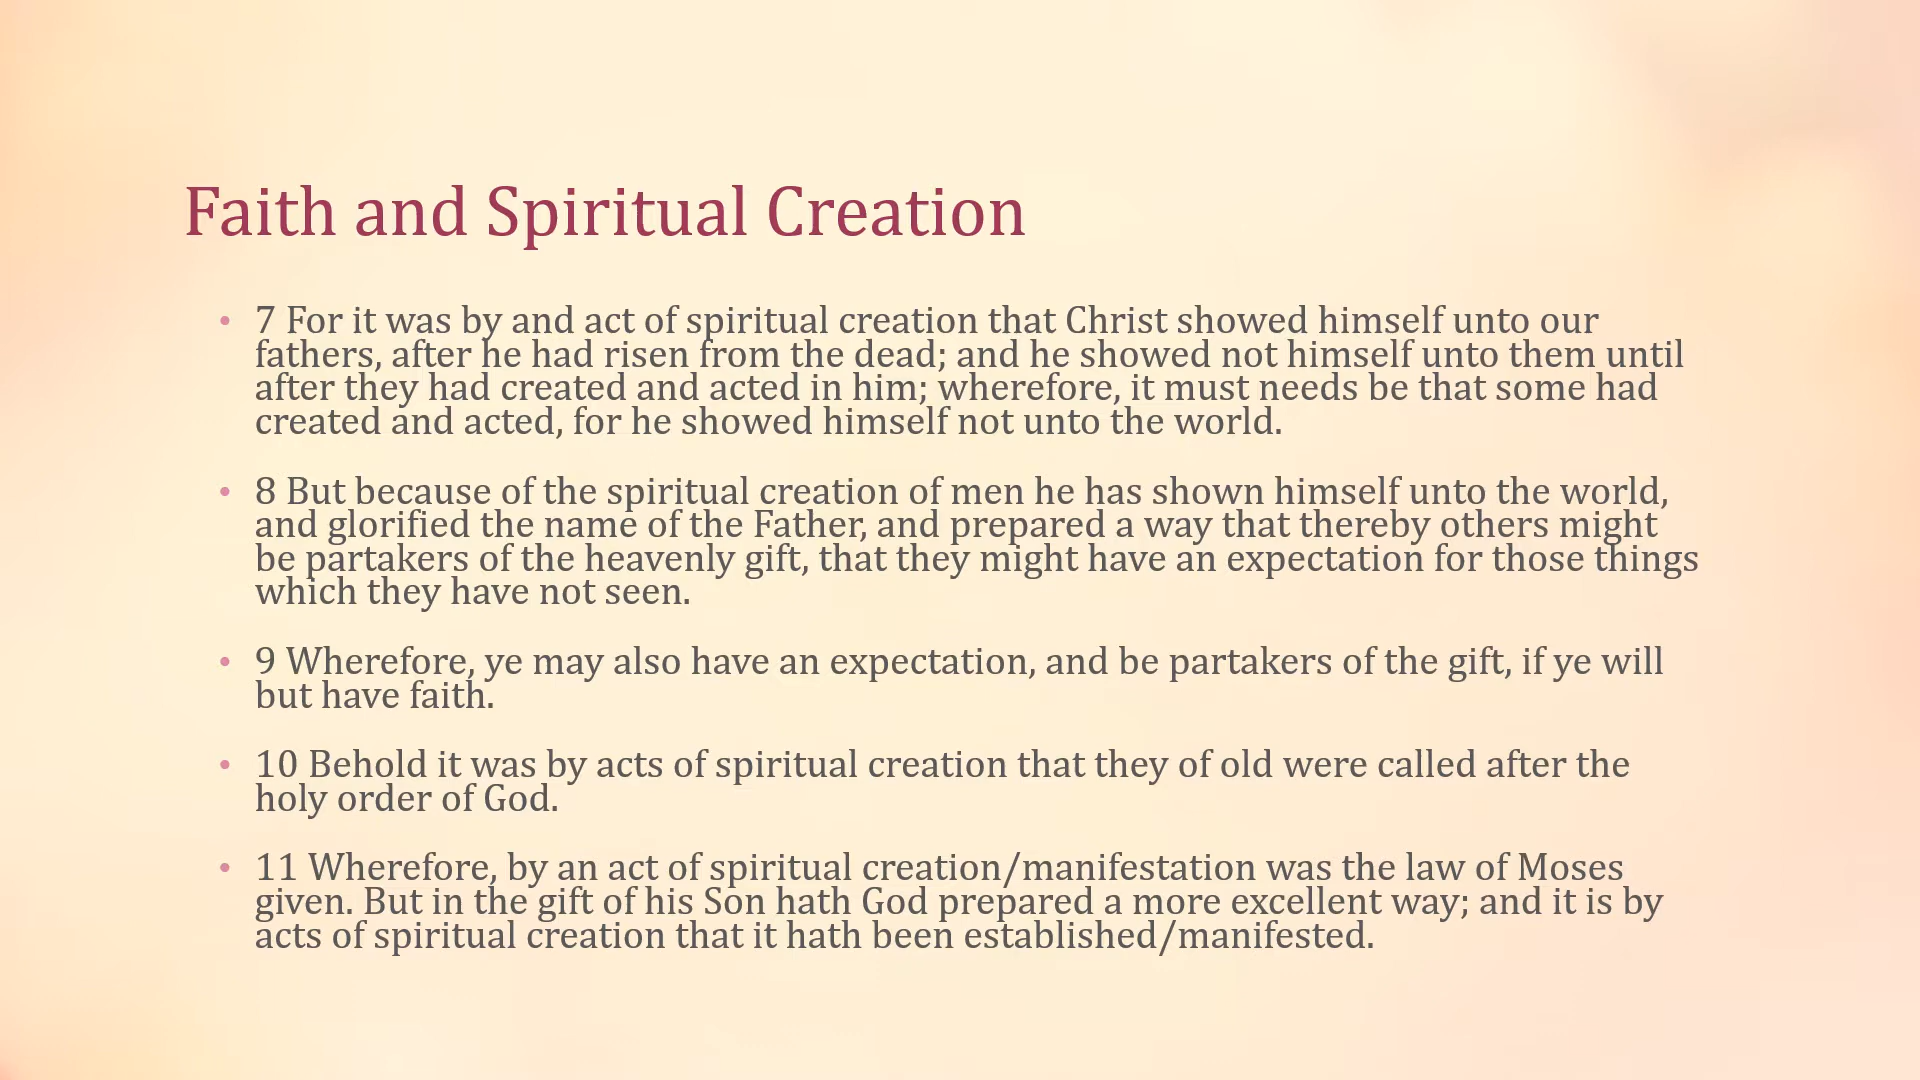 Faith and Spiritual Creation
• 7 For it was by and act of spiritual creation that Christ showed himself unto our
fathers, after he had risen from the dead; and he showed not himself unto them until
after they had created and acted in him; wherefore, it must needs be that some had
created and acted, for he showed himself not unto the world.
• 8 But because of the spiritual creation of men he has shown himself unto the world,
and glorified the name of the Father, and prepared a way that thereby others might
be partakers of the heavenly gift, that they might have an expectation for those things
which they have not seen.
• 9 Wherefore, ye may also have an expectation, and be partakers of the gift, if ye will
but have faith.
• 10 Behold it was by acts of spiritual creation that they of old were called after the
holy order of God.
• 11 Wherefore, by an act of spiritual creation/manifestation was the law of Moses
given. But in the gift of his Son hath God prepared a more excellent way; and it is by
acts of spiritual creation that it hath been established/manifested.